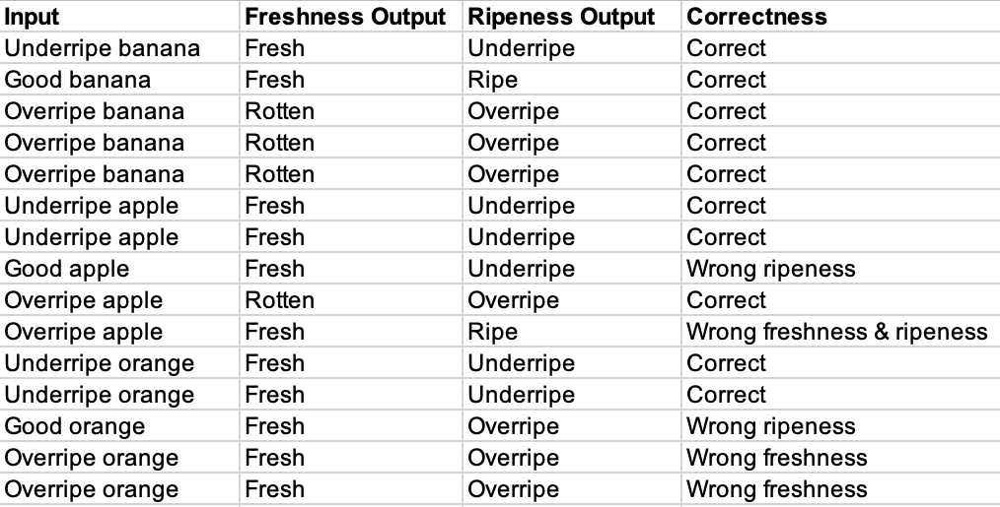 Input Freshness Output Ripeness Output Correctness
Underripe banana Fresh Underripe Correct
Good banana Fresh Ripe Correct
Overripe banana Rotten Overripe Correct
Overripe banana Rotten Overripe Correct
Overripe banana Rotten Overripe Correct
Underripe apple Fresh Underripe Correct
Underripe apple Fresh Underripe Correct
Good apple Fresh Underripe Wrong ripeness
Overripe apple Rotten Overripe Correct
Overripe apple Fresh Ripe Wrong freshness & ripeness
Underripe orange Fresh Underripe Correct
Underripe orange Fresh Underripe Correct
Good orange Fresh Overripe Wrong ripeness
Overripe orange Fresh Overripe Wrong freshness
Overripe orange Fresh Overripe Wrong freshness